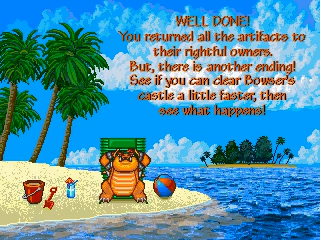 WELL DONE!
You returned all the artifacts to
their rightful owners.
But, there is another ending!
See if you can clear Bowser's
castle a little faster, then
see what happens!